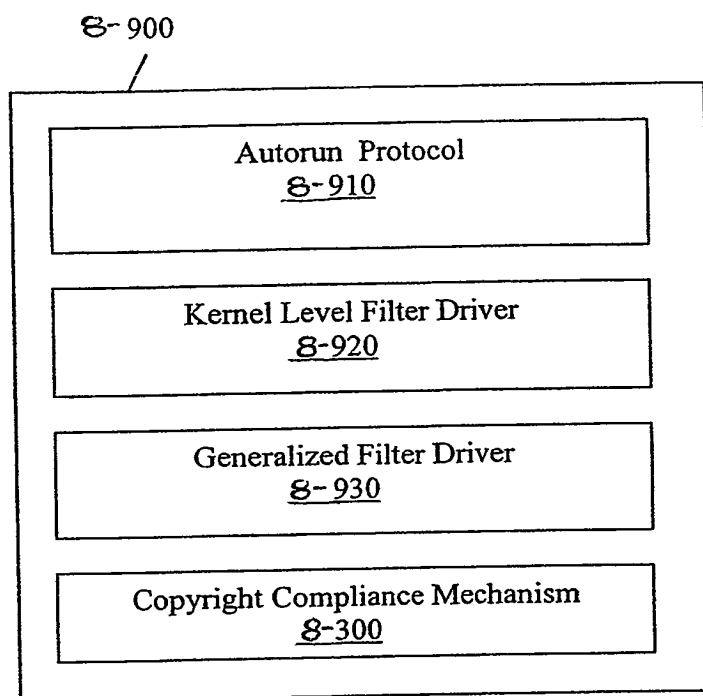 8-900
Autorun Protocol
8-910
Kernel Level Filter Driver
8-920
Generalized Filter Driver
8-930
Copyright Compliance Mechanism
8-300